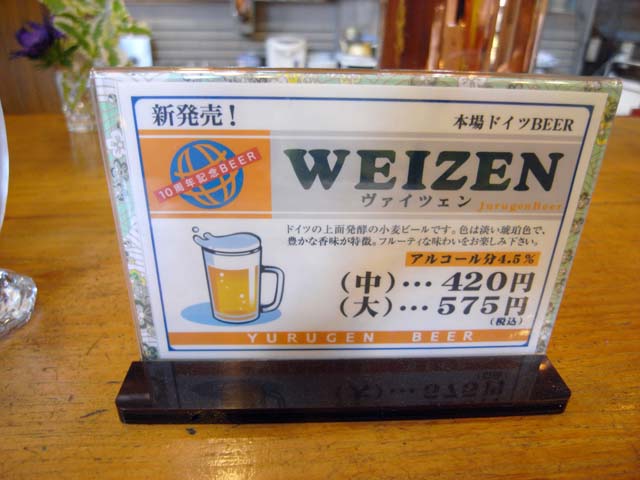 新発売!
本場ドイツBEER
10周年記念BEER
WEIZEN
ヴァイツェン
JurugenBeer
ドイツの上面発酵の小麦ビールです。色は淡い琥珀色で、
豊かな香味が特徴。フルーティな味わいをお楽しみ下さい。
アルコール分4.5%
(中)…420円
(大)…575円
(税込)
YURUGEN BEER